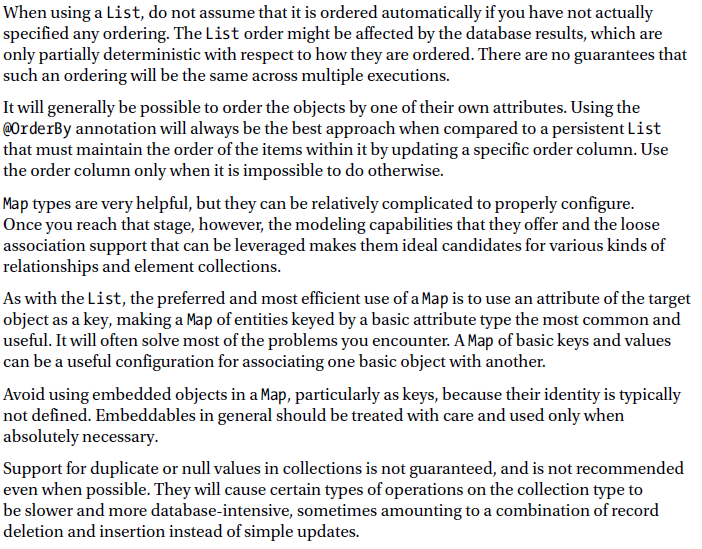 When using a List, do not assume that it is ordered automatically if you have not actually
specified any ordering. The List order might be affected by the database results, which are
only partially deterministic with respect to how they are ordered. There are no guarantees that
such an ordering will be the same across multiple executions.
It will generally be possible to order the objects by one of their own attributes. Using the
@OrderBy annotation will always be the best approach when compared to a persistent List
that must maintain the order of the items within it by updating a specific order column. Use
the order column only when it is impossible to do otherwise.
Map types are very helpful, but they can be relatively complicated to properly configure.
Once you reach that stage, however, the modeling capabilities that they offer and the loose
association support that can be leveraged makes them ideal candidates for various kinds of
relationships and element collections.
As with the List, the preferred and most efficient use of a Map is to use an attribute of the target
object as a key, making a Map of entities keyed by a basic attribute type the most common and
useful. It will often solve most of the problems you encounter. A Map of basic keys and values
can be a useful configuration for associating one basic object with another.
Avoid using embedded objects in a Map, particularly as keys, because their identity is typically
not defined. Embeddables in general should be treated with care and used only when
absolutely necessary.
Support for duplicate or null values in collections is not guaranteed, and is not recommended
even when possible. They will cause certain types of operations on the collection type to
be slower and more database-intensive, sometimes amounting to a combination of record
deletion and insertion instead of simple updates.